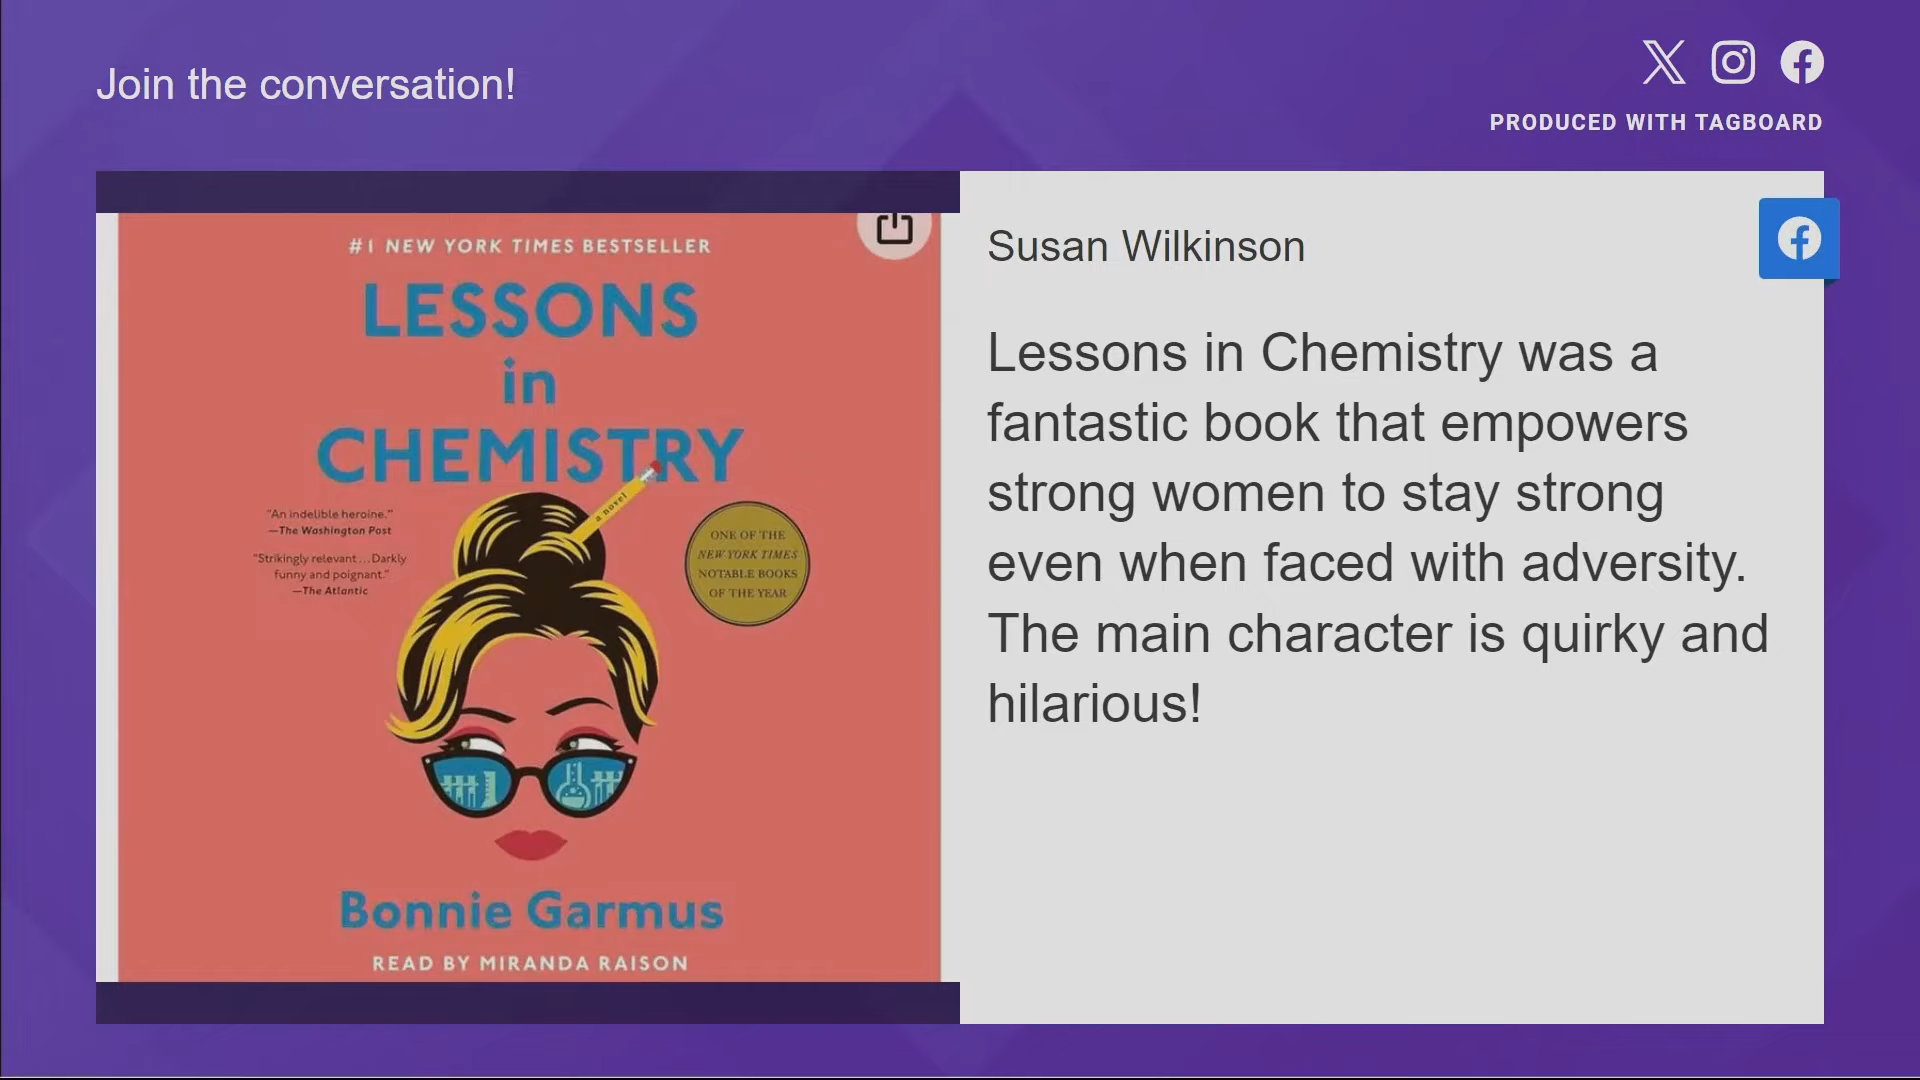 Join the conversation!
PRODUCED WITH TAGBOARD
#1 NEW YORK TIMES BESTSELLER
LESSONS
in
CHEMISTRY
a novel
"An indelible heroine."
—The Washington Post
"Strikingly relevant...Darkly
funny and poignant."
—The Atlantic
ONE OF THE
NEW YORK TIMES
NOTABLE BOOKS
OF THE YEAR
Bonnie Garmus
READ BY MIRANDA RAISON
Susan Wilkinson
Lessons in Chemistry was a
fantastic book that empowers
strong women to stay strong
even when faced with adversity.
The main character is quirky and
hilarious!